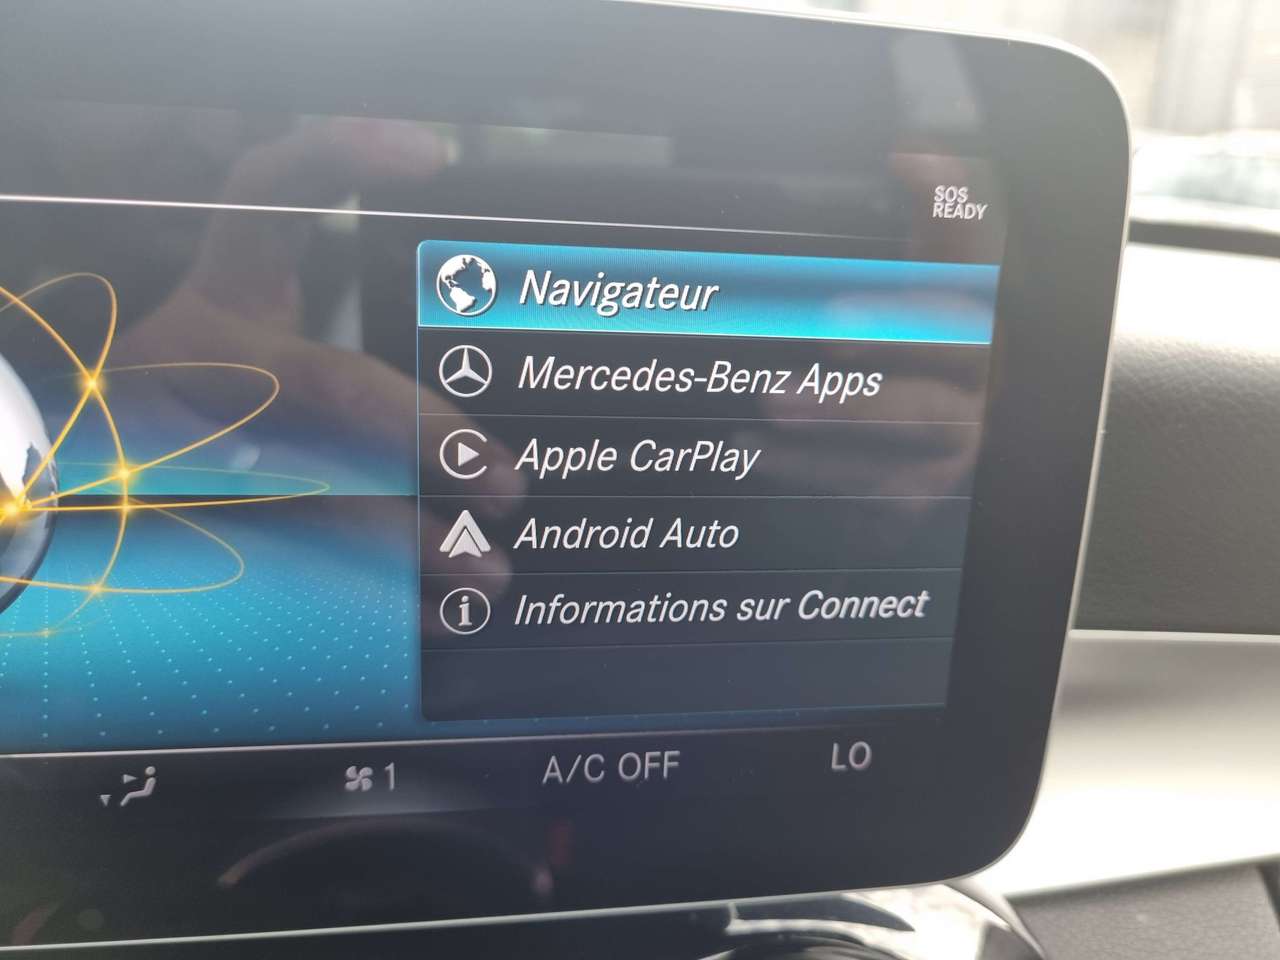 SOS
READY
Navigateur
Mercedes-Benz Apps
Apple CarPlay
Android Auto
Informations sur Connect
1 A/C OFF LO